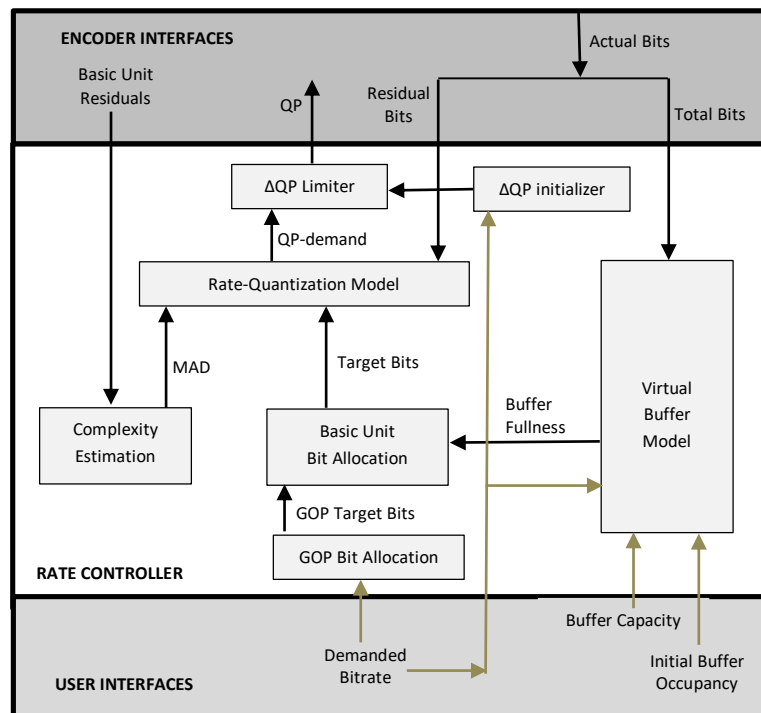 ENCODER INTERFACES
Actual Bits
Basic Unit
Residuals
QP
Residual
Bits
Total Bits
ΔQP Limiter
ΔQP initializer
QP-demand
Rate-Quantization Model
MAD
Target Bits
Complexity
Estimation
Basic Unit
Bit Allocation
Buffer
Fullness
Virtual
Buffer
Model
GOP Target Bits
GOP Bit Allocation
RATE CONTROLLER
Buffer Capacity
Demanded
Bitrate
Initial Buffer
Occupancy
USER INTERFACES